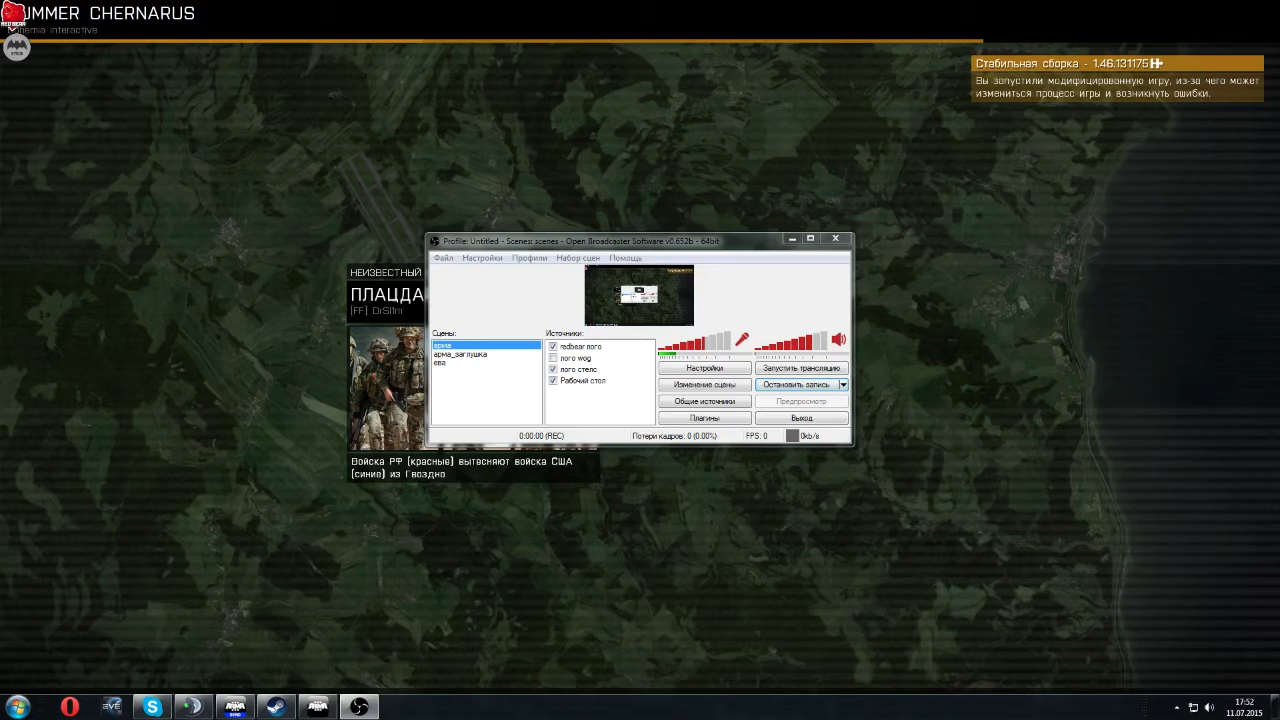 UMMER CHERNARUS
inemia interactive
Стабильная сборка - 1.46.131175
Вы запустили модифицированную игру, из-за чего может
измениться процесс игры и возникнуть ошибки.
Profile: Untitled - Scenes: scenes - Open Broadcaster Software v0.652b - 64bit
Файл Настройки Профили Набор сцен Помощь
НЕИЗВЕСТНЫЙ
ПЛАЦДА
[FF]
Сцены: Источники:
арма
арма_заглушка
ева
redbear лого
лого wog
лого стелс
Рабочий стол
Настройки Запустить трансляцию
Изменение сцены Остановить запись
Общие источники Предпросмотр
Плагины Выход
0:00:00 (REC) Потери кадров: 0 (0.00%) FPS: 0 0kb/s
Войска РФ (красные) вытесняют войска США
(синие) из Гвоздно
17:52
11.07.2015